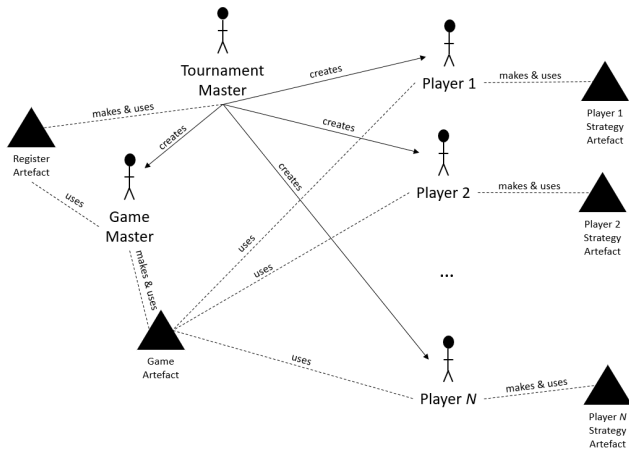 creates
Tournament
Master
Player 1
makes & uses
Player 1
Strategy
Artefact
makes & uses
creates
creates
Register
Artefact
uses
Game
Master
creates
Player 2
makes & uses
Player 2
Strategy
Artefact
uses
uses
...
makes & uses
Game
Artefact
uses
Player N
makes & uses
Player N
Strategy
Artefact